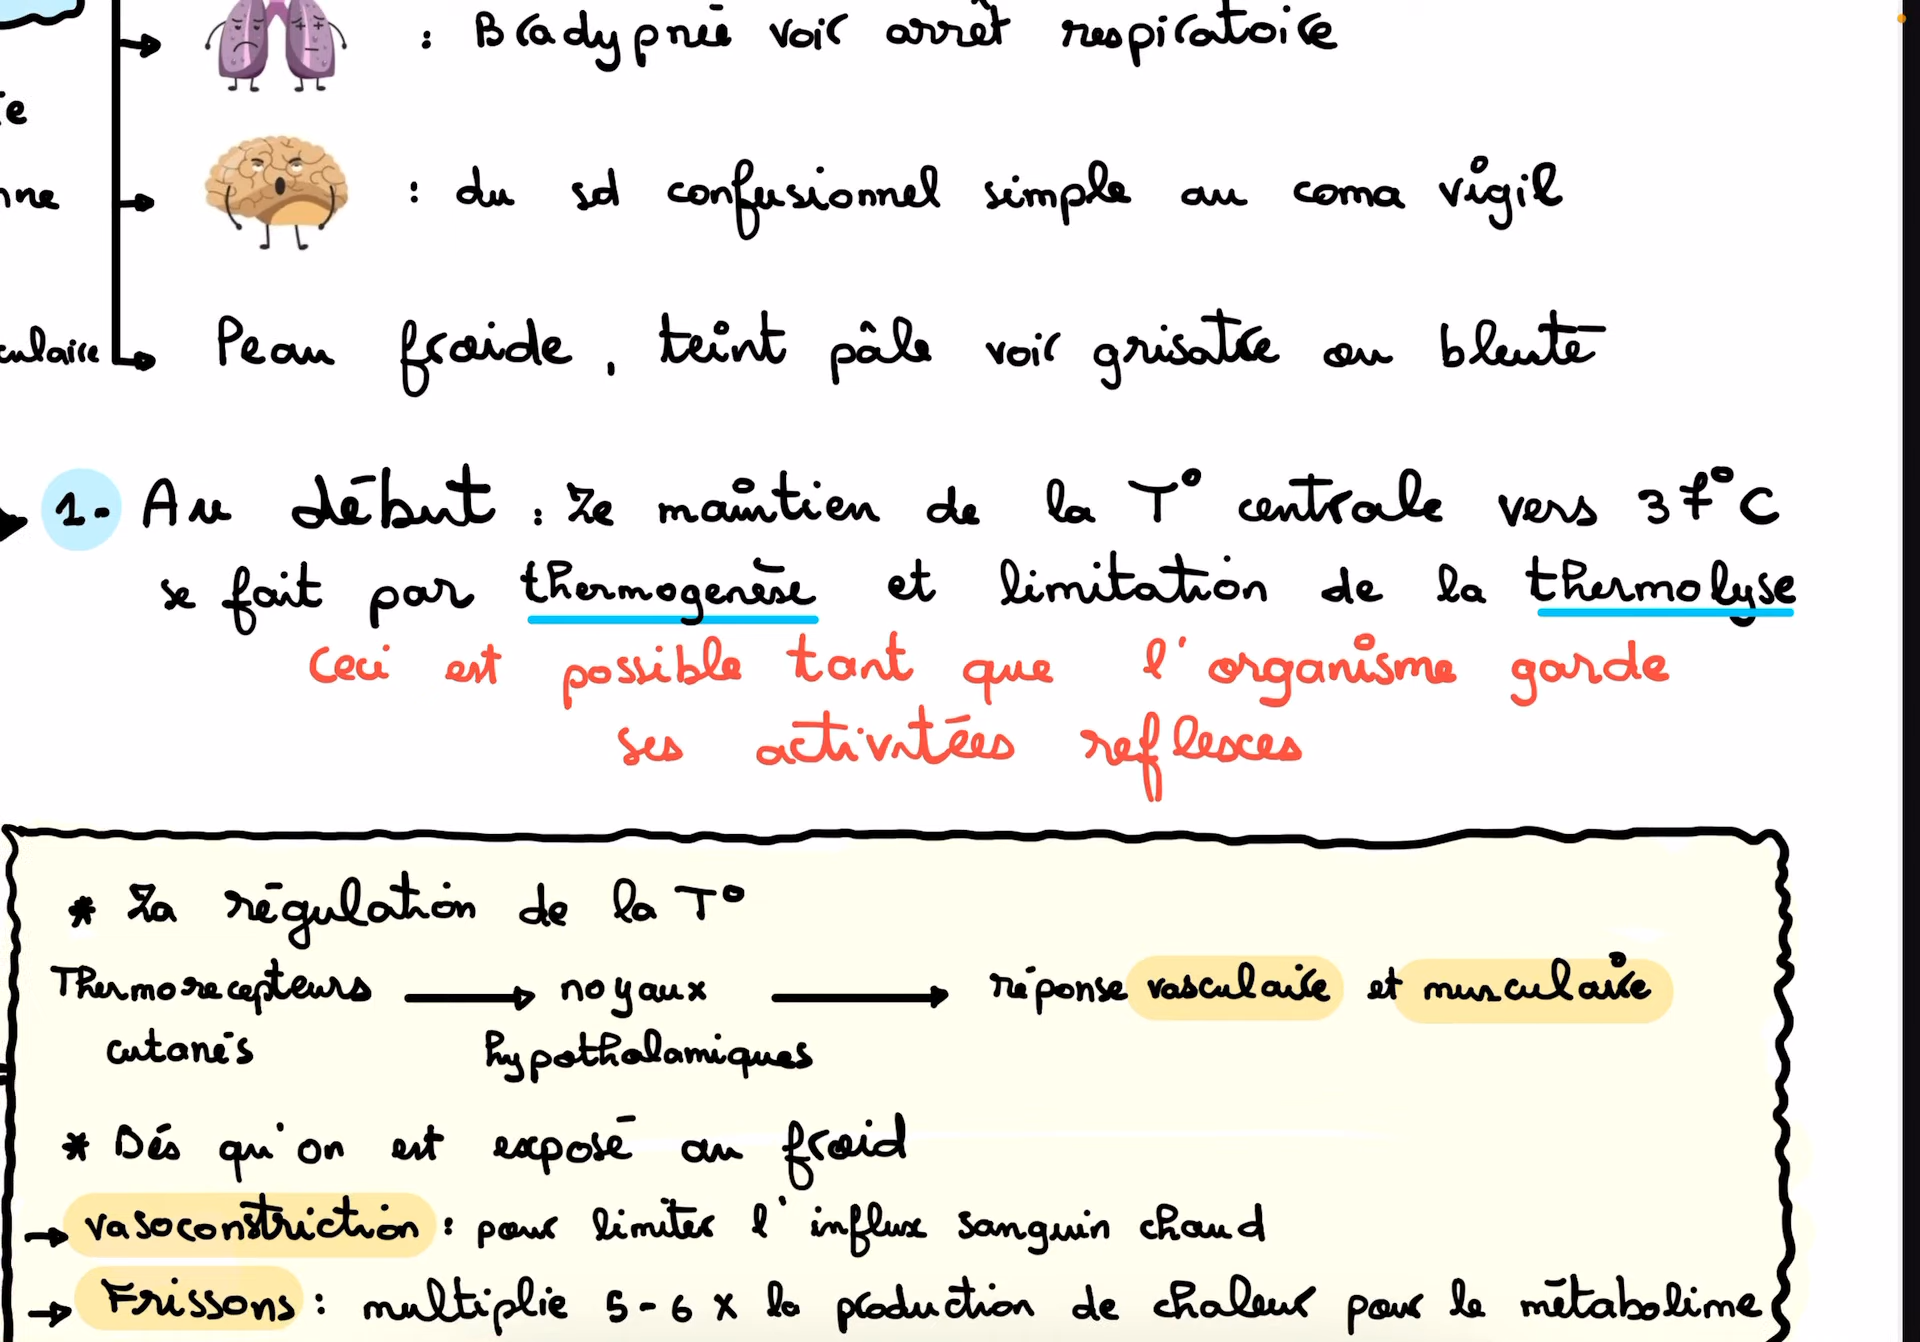 : Bradypnée voir arrêt respiratoire
: du sd confusionnel simple au coma vigil
culaire Peau froide, teint pâle voir grisatre ou bleuté
1- Au début : Le maintien de la T° centrale vers 37°C
se fait par thermogenèse et limitation de la thermolyse
ceci est possible tant que l'organisme garde
ses activitées reflexes
* La régulation de la T°
Thermorecepteurs → noyaux → réponse vasculaire et musculaire
cutanés hypothalamiques
* Dés qu'on est exposé au froid
→ vasoconstriction : pour limiter l'influx sanguin chaud
→ Frissons : multiplie 5-6 x la production de chaleur pour le métabolime